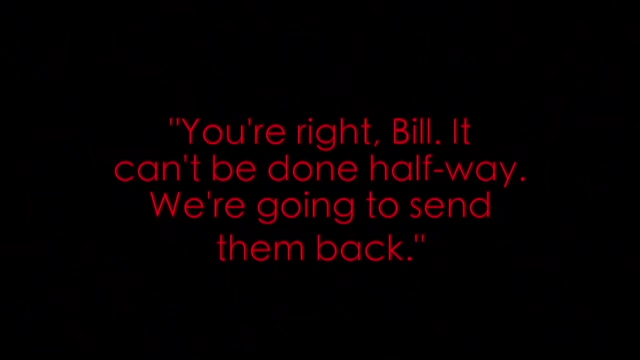 "You're right, Bill. It
can't be done half-way.
We're going to send
them back."